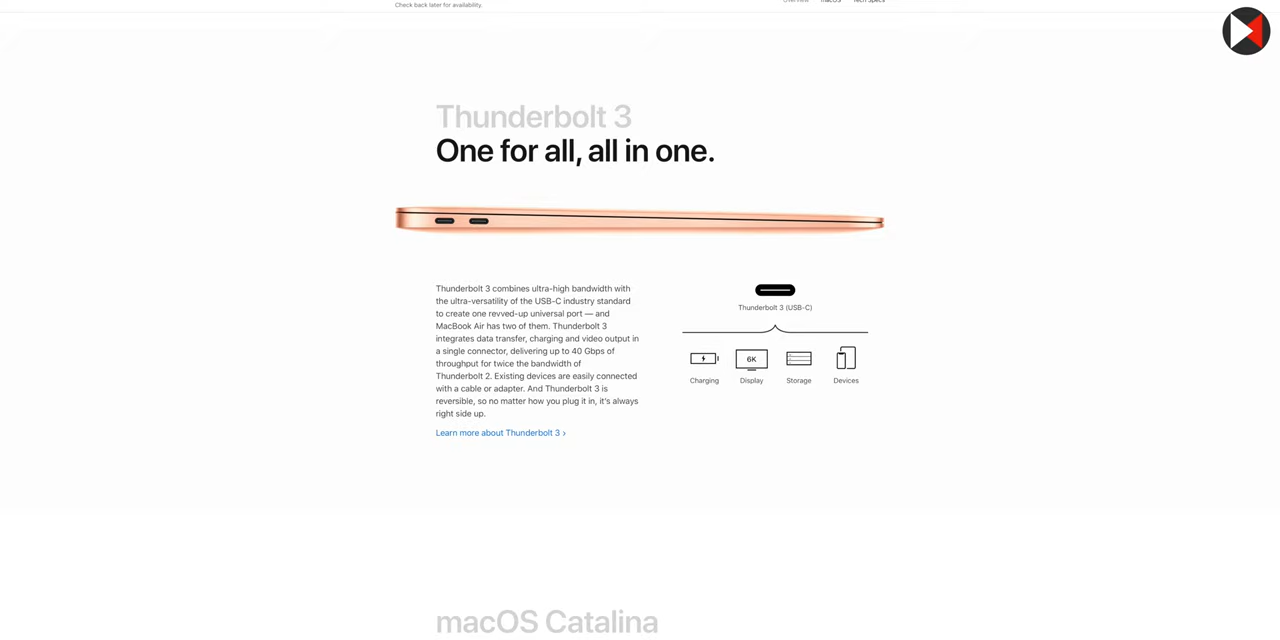 Check back later for availability.
Overview macOS Tech Specs
Thunderbolt 3
One for all, all in one.
Thunderbolt 3 combines ultra-high bandwidth with
the ultra-versatility of the USB-C industry standard
to create one revved-up universal port — and
MacBook Air has two of them. Thunderbolt 3
integrates data transfer, charging and video output in
a single connector, delivering up to 40 Gbps of
throughput for twice the bandwidth of
Thunderbolt 2. Existing devices are easily connected
with a cable or adapter. And Thunderbolt 3 is
reversible, so no matter how you plug it in, it's always
right side up.
Learn more about Thunderbolt 3 ›
Thunderbolt 3 (USB-C)
6K
Charging Display Storage Devices
macOS Catalina